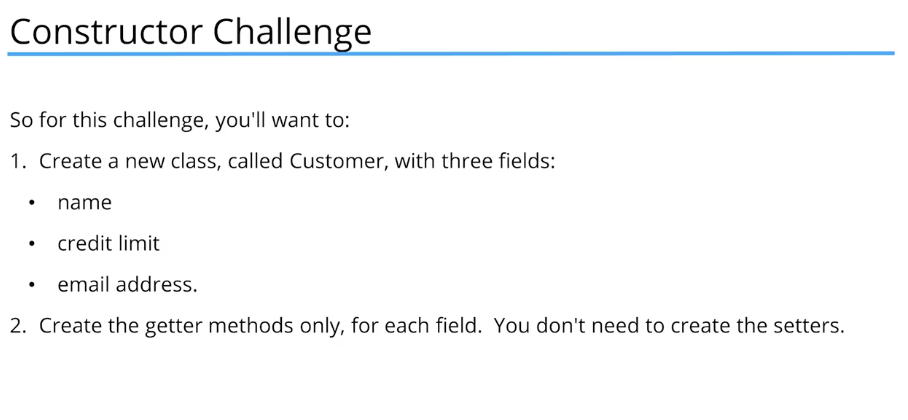 Constructor Challenge
So for this challenge, you'll want to:
1. Create a new class, called Customer, with three fields:
• name
• credit limit
• email address.
2. Create the getter methods only, for each field. You don't need to create the setters.